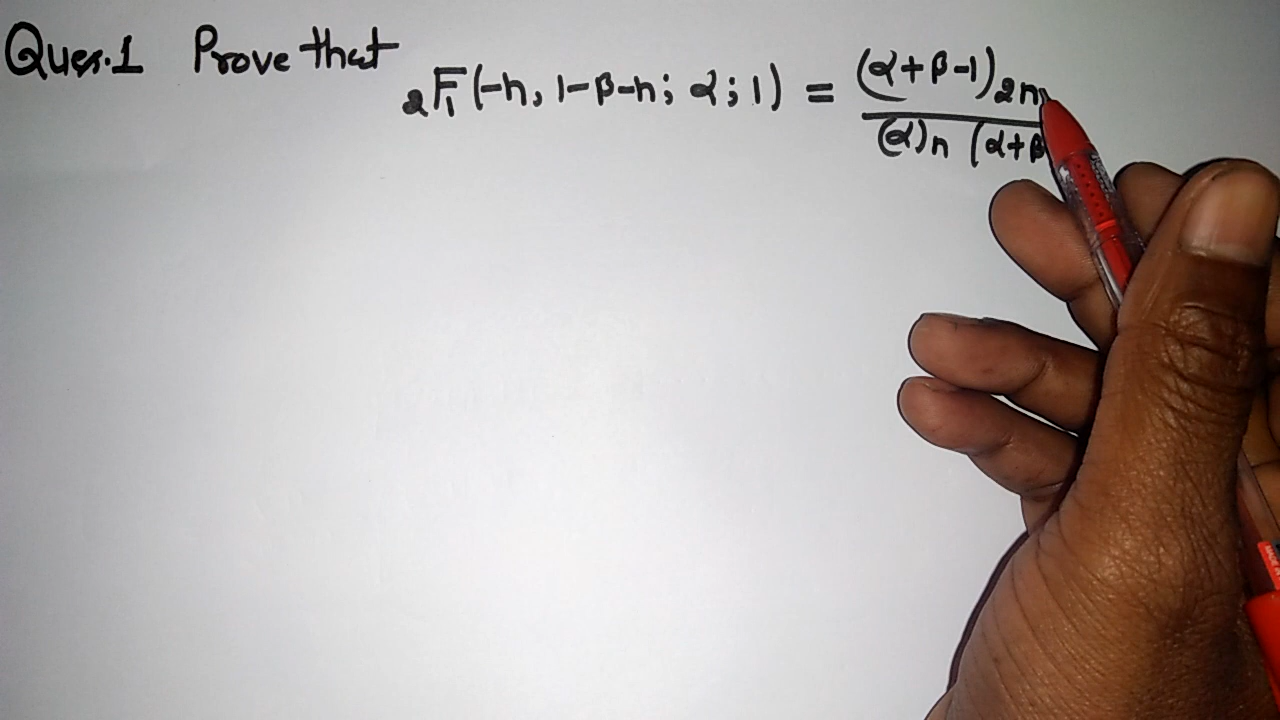 Ques.1 Prove that
₂F₁(-n, 1-β-n; α; 1) = (α+β-1)₂ₙ / (α)ₙ (α+β